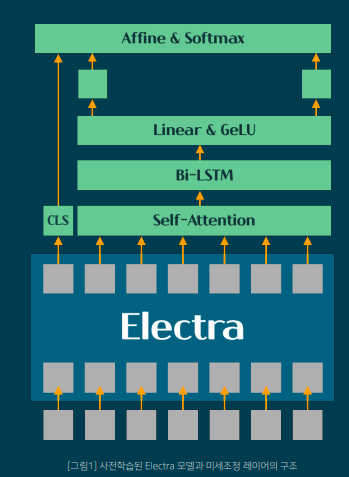 Affine & Softmax
Linear & GeLU
Bi-LSTM
CLS
Self-Attention
Electra
[그림1] 사전학습된 Electra 모델과 미세조정 레이어의 구조